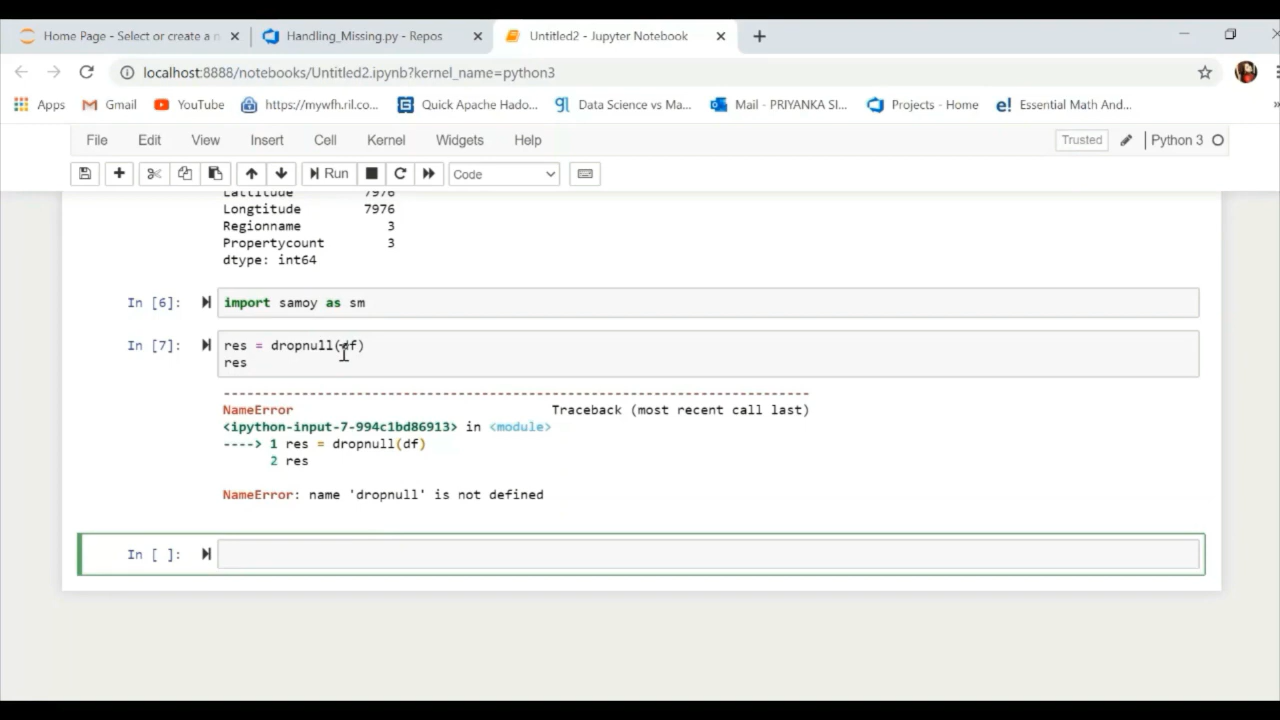 Home Page - Select or create a n
Handling_Missing.py - Repos
Untitled2 - Jupyter Notebook
localhost:8888/notebooks/Untitled2.ipynb?kernel_name=python3
Apps Gmail YouTube https://mywfh.ril.co... Quick Apache Hado... Data Science vs Ma... Mail - PRIYANKA SI... Projects - Home Essential Math And... »
File Edit View Insert Cell Kernel Widgets Help Trusted Python 3
Run Code
Lattitude 7976
Longtitude 7976
Regionname 3
Propertycount 3
dtype: int64
In [6]: import samoy as sm
In [7]: res = dropnull(df)
res
---------------------------------------------------------------------------
NameError Traceback (most recent call last)
<ipython-input-7-994c1bd86913> in <module>
----> 1 res = dropnull(df)
2 res
NameError: name 'dropnull' is not defined
In [ ]: